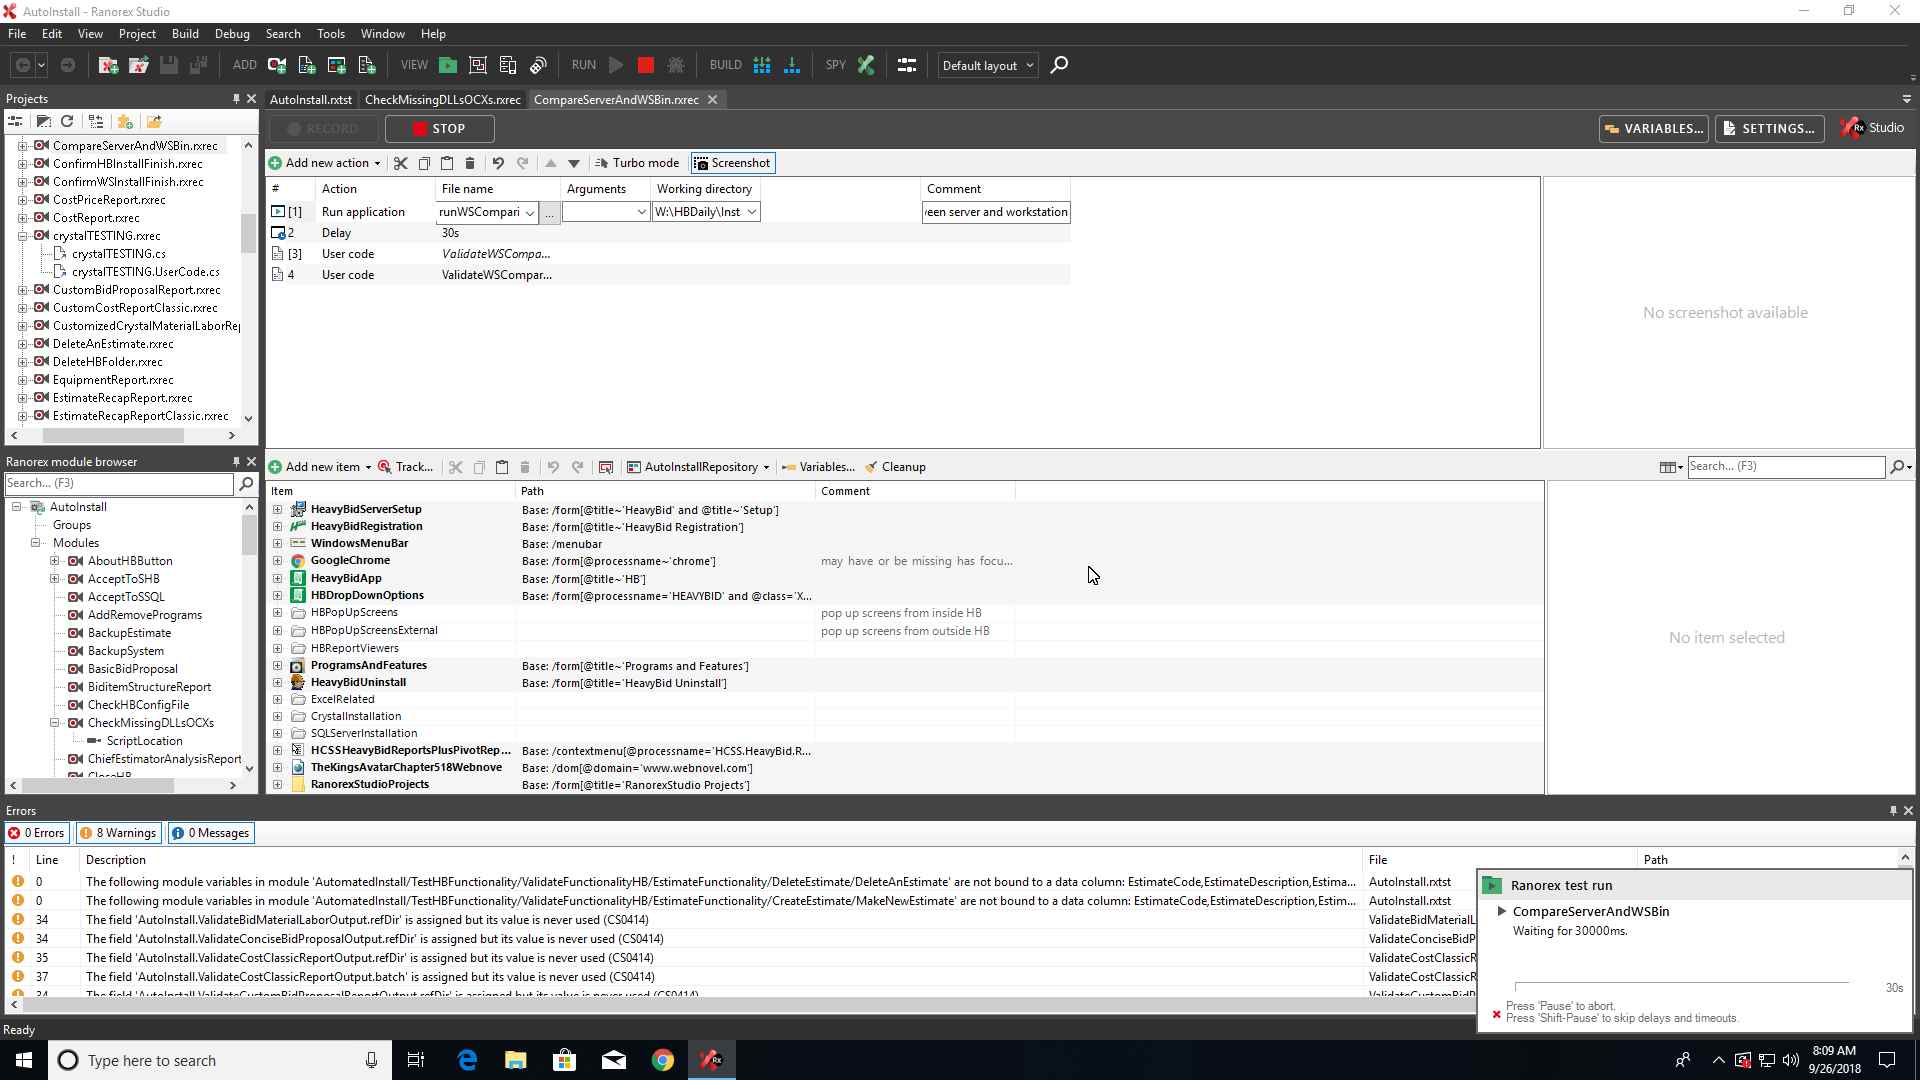 AutoInstall - Ranorex Studio
File Edit View Project Build Debug Search Tools Window Help
ADD VIEW RUN BUILD SPY Default layout
Projects
CompareServerAndWSBin.rxrec
ConfirmHBInstallFinish.rxrec
ConfirmWSInstallFinish.rxrec
CostPriceReport.rxrec
CostReport.rxrec
crystalTESTING.rxrec
crystalTESTING.cs
crystalTESTING.UserCode.cs
CustomBidProposalReport.rxrec
CustomCostReportClassic.rxrec
CustomizedCrystalMaterialLaborRep
DeleteAnEstimate.rxrec
DeleteHBFolder.rxrec
EquipmentReport.rxrec
EstimateRecapReport.rxrec
EstimateRecapReportClassic.rxrec
AutoInstall.rxtst CheckMissingDLLsOCXs.rxrec CompareServerAndWSBin.rxrec
RECORD STOP VARIABLES... SETTINGS... Rx Studio
Add new action Turbo mode Screenshot
# Action File name Arguments Working directory Comment
[1] Run application runWSCompari ... W:\HBDaily\Inst een server and workstation
2 Delay 30s
[3] User code ValidateWSCompa...
4 User code ValidateWSCompar...
No screenshot available
Ranorex module browser
Search... (F3)
AutoInstall
Groups
Modules
AboutHBButton
AcceptToSHB
AcceptToSSQL
AddRemovePrograms
BackupEstimate
BackupSystem
BasicBidProposal
BiditemStructureReport
CheckHBConfigFile
CheckMissingDLLsOCXs
ScriptLocation
ChiefEstimatorAnalysisReport
CloseHB
Add new item Track... AutoInstallRepository Variables... Cleanup Search... (F3)
Item Path Comment
HeavyBidServerSetup Base: /form[@title~'HeavyBid' and @title~'Setup']
HeavyBidRegistration Base: /form[@title~'HeavyBid Registration']
WindowsMenuBar Base: /menubar
GoogleChrome Base: /form[@processname~'chrome'] may have or be missing has focu...
HeavyBidApp Base: /form[@title~'HB']
HBDropDownOptions Base: /form[@processname='HEAVYBID' and @class='X...
HBPopUpScreens pop up screens from inside HB
HBPopUpScreensExternal pop up screens from outside HB
HBReportViewers
ProgramsAndFeatures Base: /form[@title~'Programs and Features']
HeavyBidUninstall Base: /form[@title='HeavyBid Uninstall']
ExcelRelated
CrystalInstallation
SQLServerInstallation
HCSSHeavyBidReportsPlusPivotRep... Base: /contextmenu[@processname='HCSS.HeavyBid.R...
TheKingsAvatarChapter518Webnove Base: /dom[@domain='www.webnovel.com']
RanorexStudioProjects Base: /form[@title='RanorexStudio Projects']
No item selected
Errors
0 Errors 8 Warnings 0 Messages
! Line Description File Path
0 The following module variables in module 'AutomatedInstall/TestHBFunctionality/ValidateFunctionalityHB/EstimateFunctionality/DeleteEstimate/DeleteAnEstimate' are not bound to a data column: EstimateCode,EstimateDescription,Estima... AutoInstall.rxtst
0 The following module variables in module 'AutomatedInstall/TestHBFunctionality/ValidateFunctionalityHB/EstimateFunctionality/CreateEstimate/MakeNewEstimate' are not bound to a data column: EstimateCode,EstimateDescription,Estim... AutoInstall.rxtst
34 The field 'AutoInstall.ValidateBidMaterialLaborOutput.refDir' is assigned but its value is never used (CS0414) ValidateBidMaterialL
34 The field 'AutoInstall.ValidateConciseBidProposalOutput.refDir' is assigned but its value is never used (CS0414) ValidateConciseBidP
35 The field 'AutoInstall.ValidateCostClassicReportOutput.refDir' is assigned but its value is never used (CS0414) ValidateCostClassicR
37 The field 'AutoInstall.ValidateCostClassicReportOutput.batch' is assigned but its value is never used (CS0414) ValidateCostClassicR
34 The field 'AutoInstall.ValidateCustomBidProposalReportOutput.refDir' is assigned but its value is never used (CS0414) ValidateCustomBidP
Ranorex test run
CompareServerAndWSBin
Waiting for 30000ms.
30s
Press 'Pause' to abort.
Press 'Shift-Pause' to skip delays and timeouts.
Ready
Type here to search
8:09 AM
9/26/2018